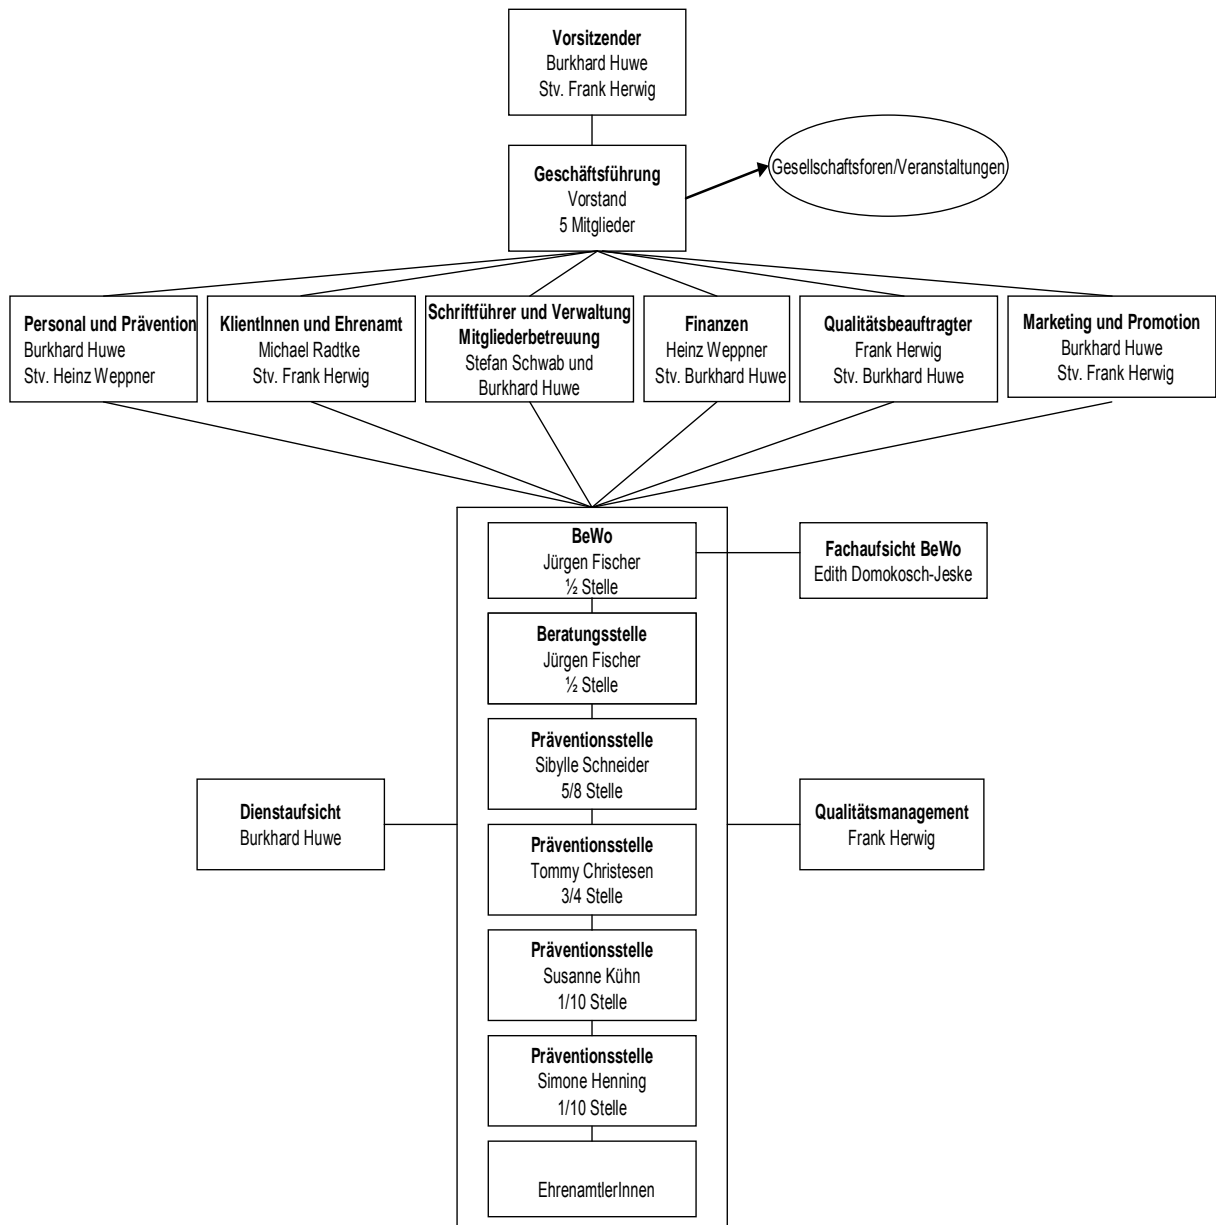 Vorsitzender
Burkhard Huwe
Stv. Frank Herwig
Geschäftsführung
Vorstand
5 Mitglieder
Gesellschaftsforen/Veranstaltungen
Personal und Prävention
Burkhard Huwe
Stv. Heinz Weppner
KlientInnen und Ehrenamt
Michael Radtke
Stv. Frank Herwig
Schriftführer und Verwaltung
Mitgliederbetreuung
Stefan Schwab und
Burkhard Huwe
Finanzen
Heinz Weppner
Stv. Burkhard Huwe
Qualitätsbeauftragter
Frank Herwig
Stv. Burkhard Huwe
Marketing und Promotion
Burkhard Huwe
Stv. Frank Herwig
BeWo
Jürgen Fischer
½ Stelle
Fachaufsicht BeWo
Edith Domokosch-Jeske
Beratungsstelle
Jürgen Fischer
½ Stelle
Präventionsstelle
Sibylle Schneider
5/8 Stelle
Dienstaufsicht
Burkhard Huwe
Qualitätsmanagement
Frank Herwig
Präventionsstelle
Tommy Christesen
3/4 Stelle
Präventionsstelle
Susanne Kühn
1/10 Stelle
Präventionsstelle
Simone Henning
1/10 Stelle
EhrenamtlerInnen